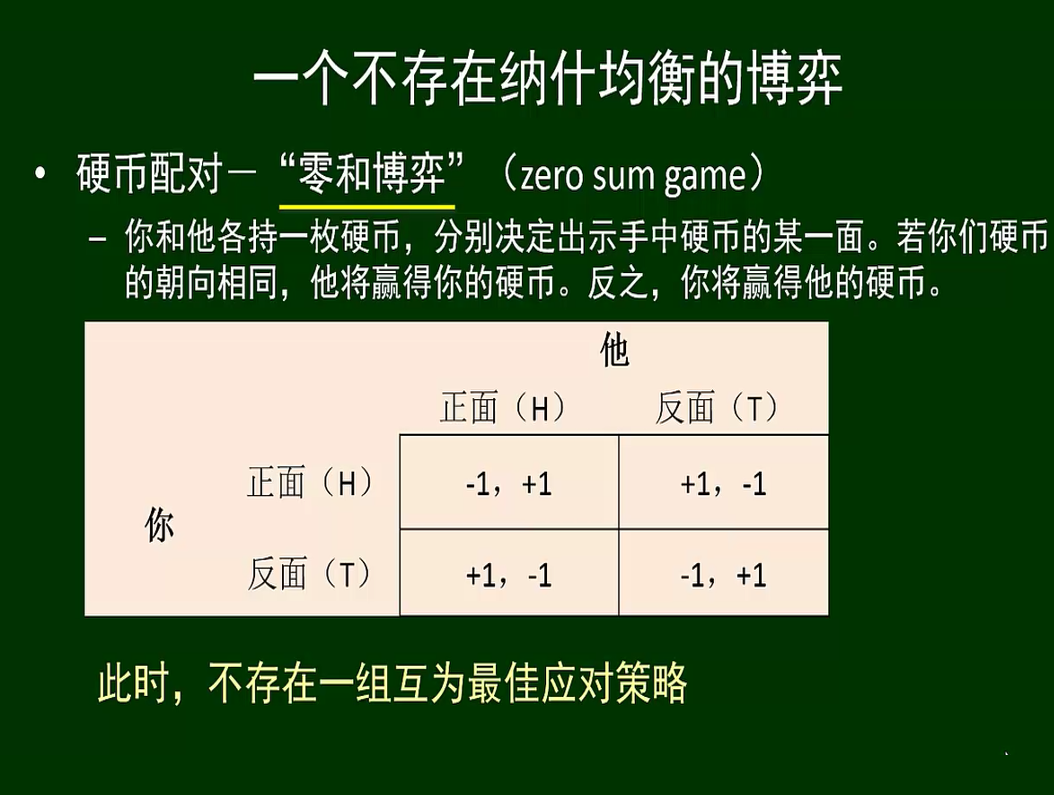 一个不存在纳什均衡的博弈
• 硬币配对－“零和博弈”（zero sum game）
– 你和他各持一枚硬币，分别决定出示手中硬币的某一面。若你们硬币
的朝向相同，他将赢得你的硬币。反之，你将赢得他的硬币。
他
正面（H） 反面（T）
正面（H） -1，+1 +1，-1
你
反面（T） +1，-1 -1，+1
此时，不存在一组互为最佳应对策略